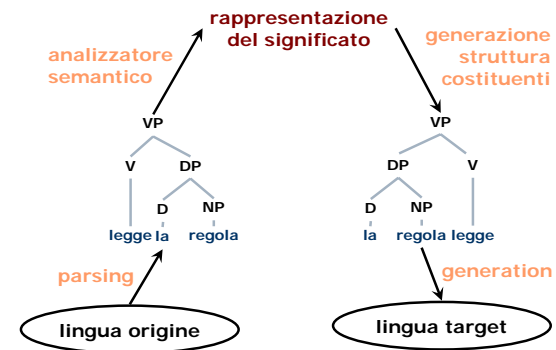 rappresentazione
del significato
analizzatore
semantico
generazione
struttura
costituenti
VP
V DP
D NP
legge la regola
VP
DP V
D NP
la regola legge
parsing
generation
lingua origine
lingua target